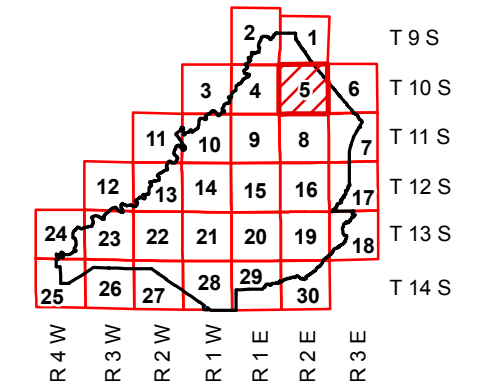 2 1 T 9 S
3 4 5 6 T 10 S
11 10 9 8 7 T 11 S
12 13 14 15 16 17 T 12 S
24 23 22 21 20 19 18 T 13 S
25 26 27 28 29 30 T 14 S
R 4 W R 3 W R 2 W R 1 W R 1 E R 2 E R 3 E